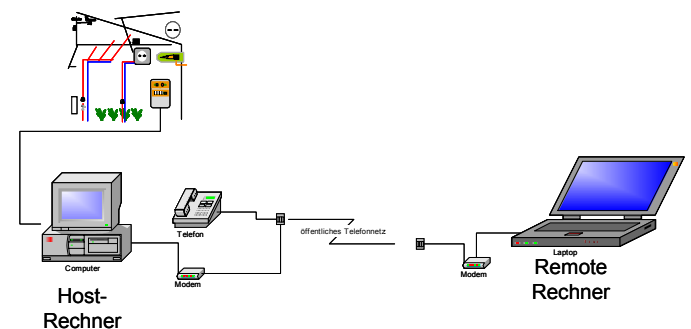 Telefon
öffentliches Telefonnetz
Computer
Modem
Modem
Laptop
Host-
Rechner
Remote
Rechner